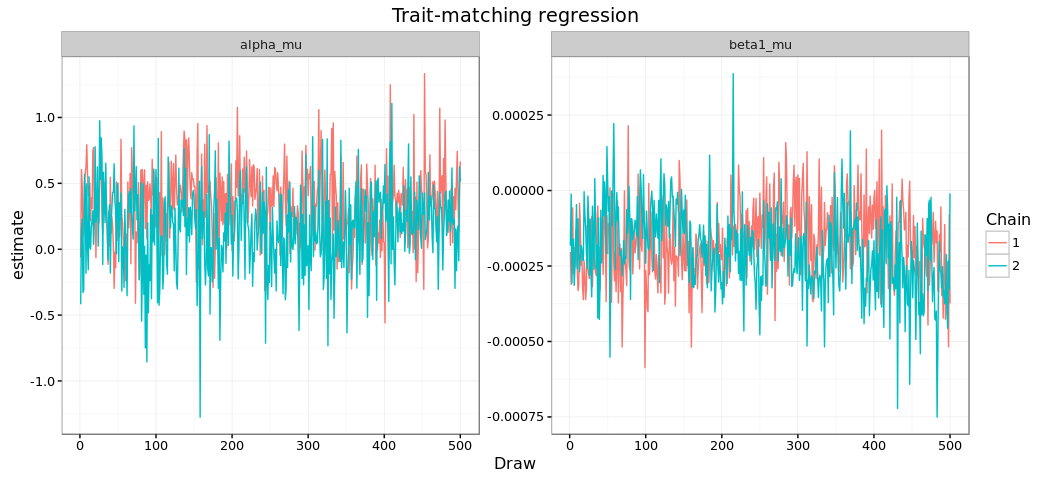 Trait-matching regression
alpha_mu
beta1_mu
estimate
1.0
0.5
0.0
-0.5
-1.0
0.00025
0.00000
-0.00025
-0.00050
-0.00075
0 100 200 300 400 500
0 100 200 300 400 500
Draw
Chain
1
2